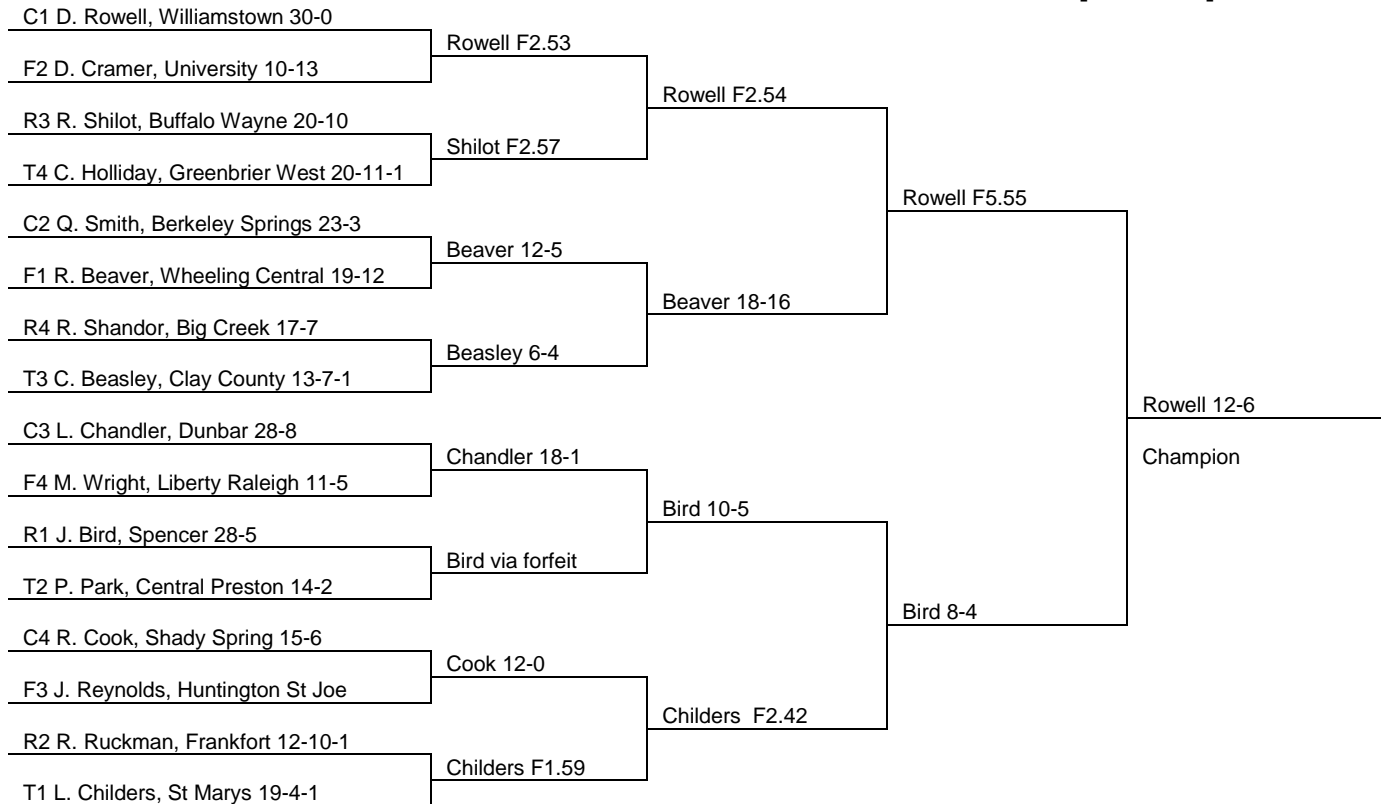 C1 D. Rowell, Williamstown 30-0
Rowell F2.53
F2 D. Cramer, University 10-13
Rowell F2.54
R3 R. Shilot, Buffalo Wayne 20-10
Shilot F2.57
T4 C. Holliday, Greenbrier West 20-11-1
Rowell F5.55
C2 Q. Smith, Berkeley Springs 23-3
Beaver 12-5
F1 R. Beaver, Wheeling Central 19-12
Beaver 18-16
R4 R. Shandor, Big Creek 17-7
Beasley 6-4
T3 C. Beasley, Clay County 13-7-1
Rowell 12-6
C3 L. Chandler, Dunbar 28-8
Chandler 18-1
Champion
F4 M. Wright, Liberty Raleigh 11-5
Bird 10-5
R1 J. Bird, Spencer 28-5
Bird via forfeit
T2 P. Park, Central Preston 14-2
Bird 8-4
C4 R. Cook, Shady Spring 15-6
Cook 12-0
F3 J. Reynolds, Huntington St Joe
Childers F2.42
R2 R. Ruckman, Frankfort 12-10-1
Childers F1.59
T1 L. Childers, St Marys 19-4-1